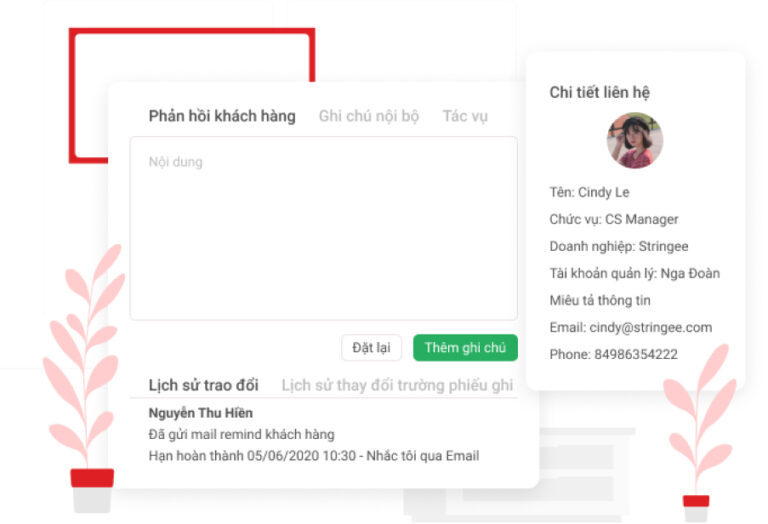 Phản hồi khách hàng Ghi chú nội bộ Tác vụ
Nội dung
Đặt lại Thêm ghi chú
Lịch sử trao đổi Lịch sử thay đổi trường phiếu ghi
Nguyễn Thu Hiền
Đã gửi mail remind khách hàng
Hạn hoàn thành 05/06/2020 10:30 - Nhắc tôi qua Email
Chi tiết liên hệ
Tên: Cindy Le
Chức vụ: CS Manager
Doanh nghiệp: Stringee
Tài khoản quản lý: Nga Đoàn
Miêu tả thông tin
Email: cindy@stringee.com
Phone: 84986354222